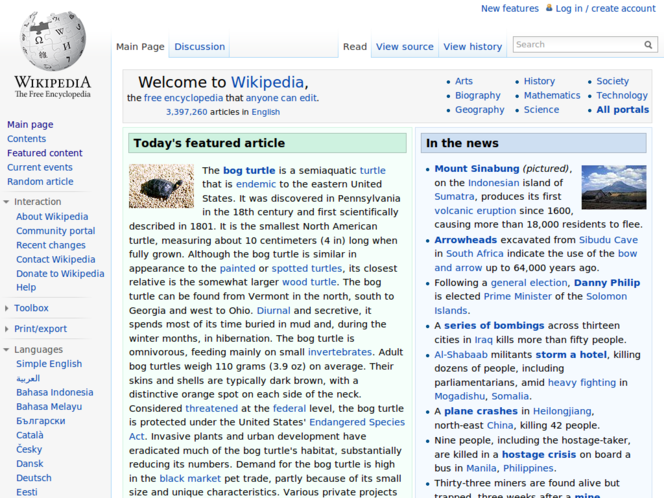 New features Log in / create account
Main Page Discussion Read View source View history Search
WIKIPEDIA
The Free Encyclopedia
Main page
Contents
Featured content
Current events
Random article
Interaction
About Wikipedia
Community portal
Recent changes
Contact Wikipedia
Donate to Wikipedia
Help
Toolbox
Print/export
Languages
Simple English
العربية
Bahasa Indonesia
Bahasa Melayu
Български
Català
Česky
Dansk
Deutsch
Eesti
Welcome to Wikipedia,
the free encyclopedia that anyone can edit.
3,397,260 articles in English
Arts
Biography
Geography
History
Mathematics
Science
Society
Technology
All portals
Today's featured article
The bog turtle is a semiaquatic turtle
that is endemic to the eastern United
States. It was discovered in Pennsylvania
in the 18th century and first scientifically
described in 1801. It is the smallest North American
turtle, measuring about 10 centimeters (4 in) long when
fully grown. Although the bog turtle is similar in
appearance to the painted or spotted turtles, its closest
relative is the somewhat larger wood turtle. The bog
turtle can be found from Vermont in the north, south to
Georgia and west to Ohio. Diurnal and secretive, it
spends most of its time buried in mud and, during the
winter months, in hibernation. The bog turtle is
omnivorous, feeding mainly on small invertebrates. Adult
bog turtles weigh 110 grams (3.9 oz) on average. Their
skins and shells are typically dark brown, with a
distinctive orange spot on each side of the neck.
Considered threatened at the federal level, the bog turtle
is protected under the United States' Endangered Species
Act. Invasive plants and urban development have
eradicated much of the bog turtle's habitat, substantially
reducing its numbers. Demand for the bog turtle is high
in the black market pet trade, partly because of its small
size and unique characteristics. Various private projects
In the news
Mount Sinabung (pictured),
on the Indonesian island of
Sumatra, produces its first
volcanic eruption since 1600,
causing more than 18,000 residents to flee.
Arrowheads excavated from Sibudu Cave
in South Africa indicate the use of the bow
and arrow up to 64,000 years ago.
Following a general election, Danny Philip
is elected Prime Minister of the Solomon
Islands.
A series of bombings across thirteen
cities in Iraq kills more than fifty people.
Al-Shabaab militants storm a hotel, killing
dozens of people, including
parliamentarians, amid heavy fighting in
Mogadishu, Somalia.
A plane crashes in Heilongjiang,
north-east China, killing 42 people.
Nine people, including the hostage-taker,
are killed in a hostage crisis on board a
bus in Manila, Philippines.
Thirty-three miners are found alive but
trapped, three weeks after a mine